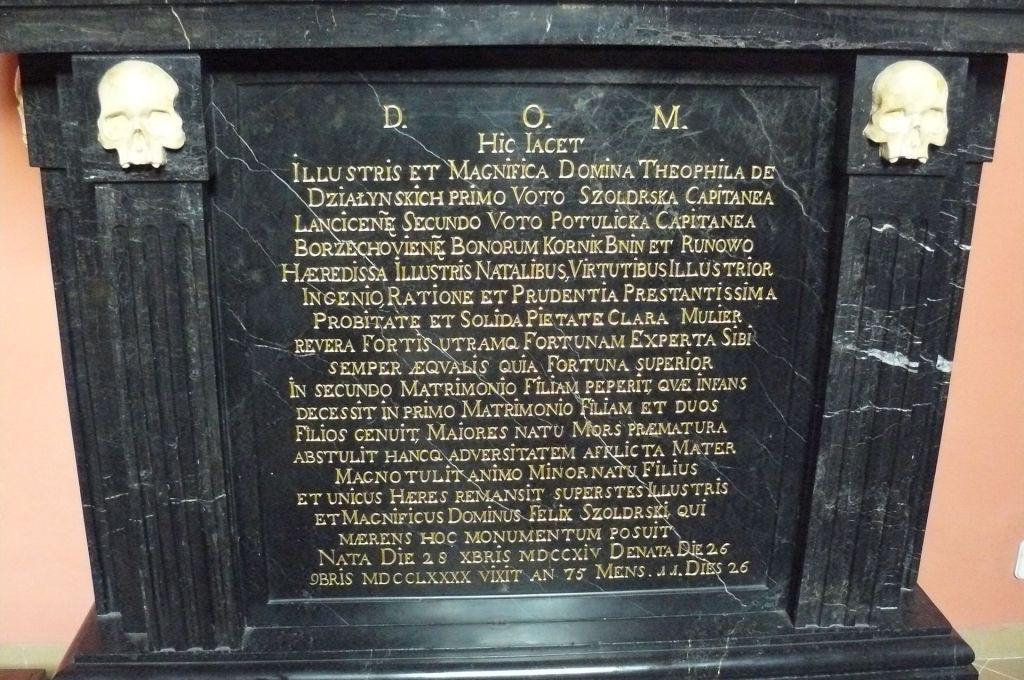 D. O. M.
Hic Iacet
Illustris et Magnifica Domina Theophila de
Działynskich primo Voto Szoldrska Capitanea
Lancicenę̃ Secundo Voto Potulicka Capitanea
Borzechovienę̃ Bonorum Kornik Bnin et Runowo
Hæredissa Illustris Natalibus, Virtutibus Illustrior
Ingenio, Ratione et Prudentia Prestantissima
Probitate et Solida Pietate Clara Mulier
revera Fortis utramq Fortunam Experta Sibi
semper æqvalis quia Fortuna superior
In secundo Matrimonio Filiam peperit, quæ infans
decessit in primo Matrimonio Filiam et duos
Filios genuit, Maiores natu Mors præmatura
abstulit hancq adversitatem afflicta Mater
Magno tulit animo Minor natu Filius
et unicus Hæres remansit superstes Illustris
et Magnificus Dominus Felix Szoldrski qui
mærens hoc monumentum posuit
Nata Die 28 Xbris MDCCXIV Denata Die 26
9bris MDCCLXXXX vixit an 75 Mens. 11. Dies 26